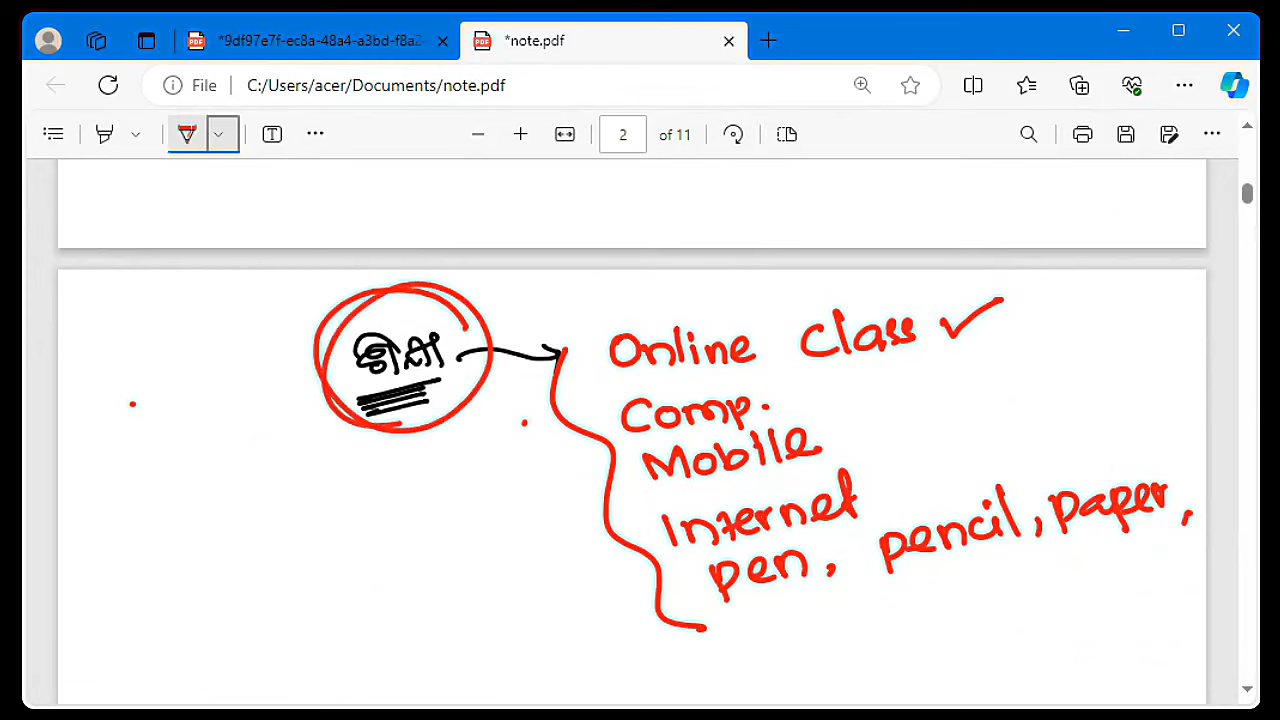 *9df97e7f-ec8a-48a4-a3bd-f8a2-
*note.pdf
File C:/Users/acer/Documents/note.pdf
2 of 11
Online class
Comp.
Mobile
Internet
pen, pencil, paper,